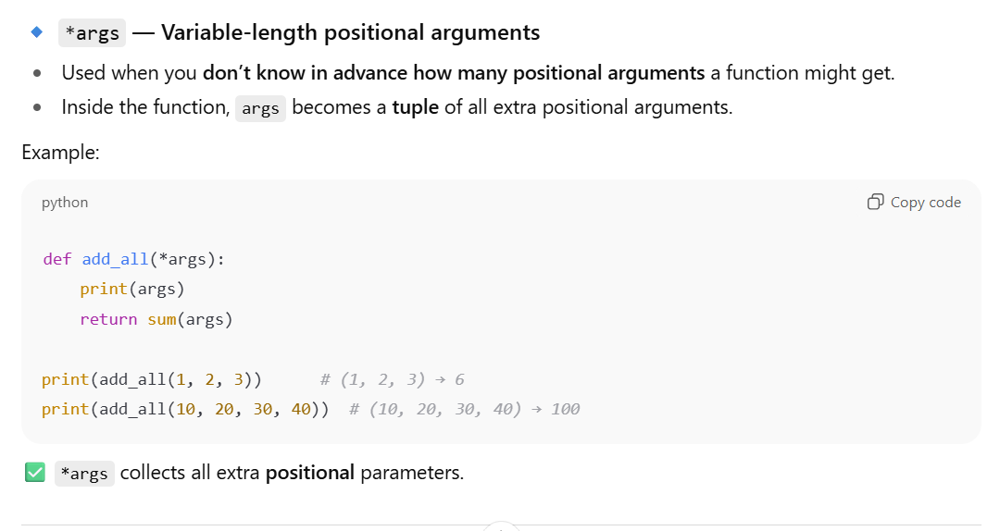 *args — Variable-length positional arguments
Used when you don’t know in advance how many positional arguments a function might get.
Inside the function, args becomes a tuple of all extra positional arguments.
Example:
python
Copy code
def add_all(*args):
    print(args)
    return sum(args)
print(add_all(1, 2, 3))      # (1, 2, 3) → 6
print(add_all(10, 20, 30, 40))  # (10, 20, 30, 40) → 100
*args collects all extra positional parameters.